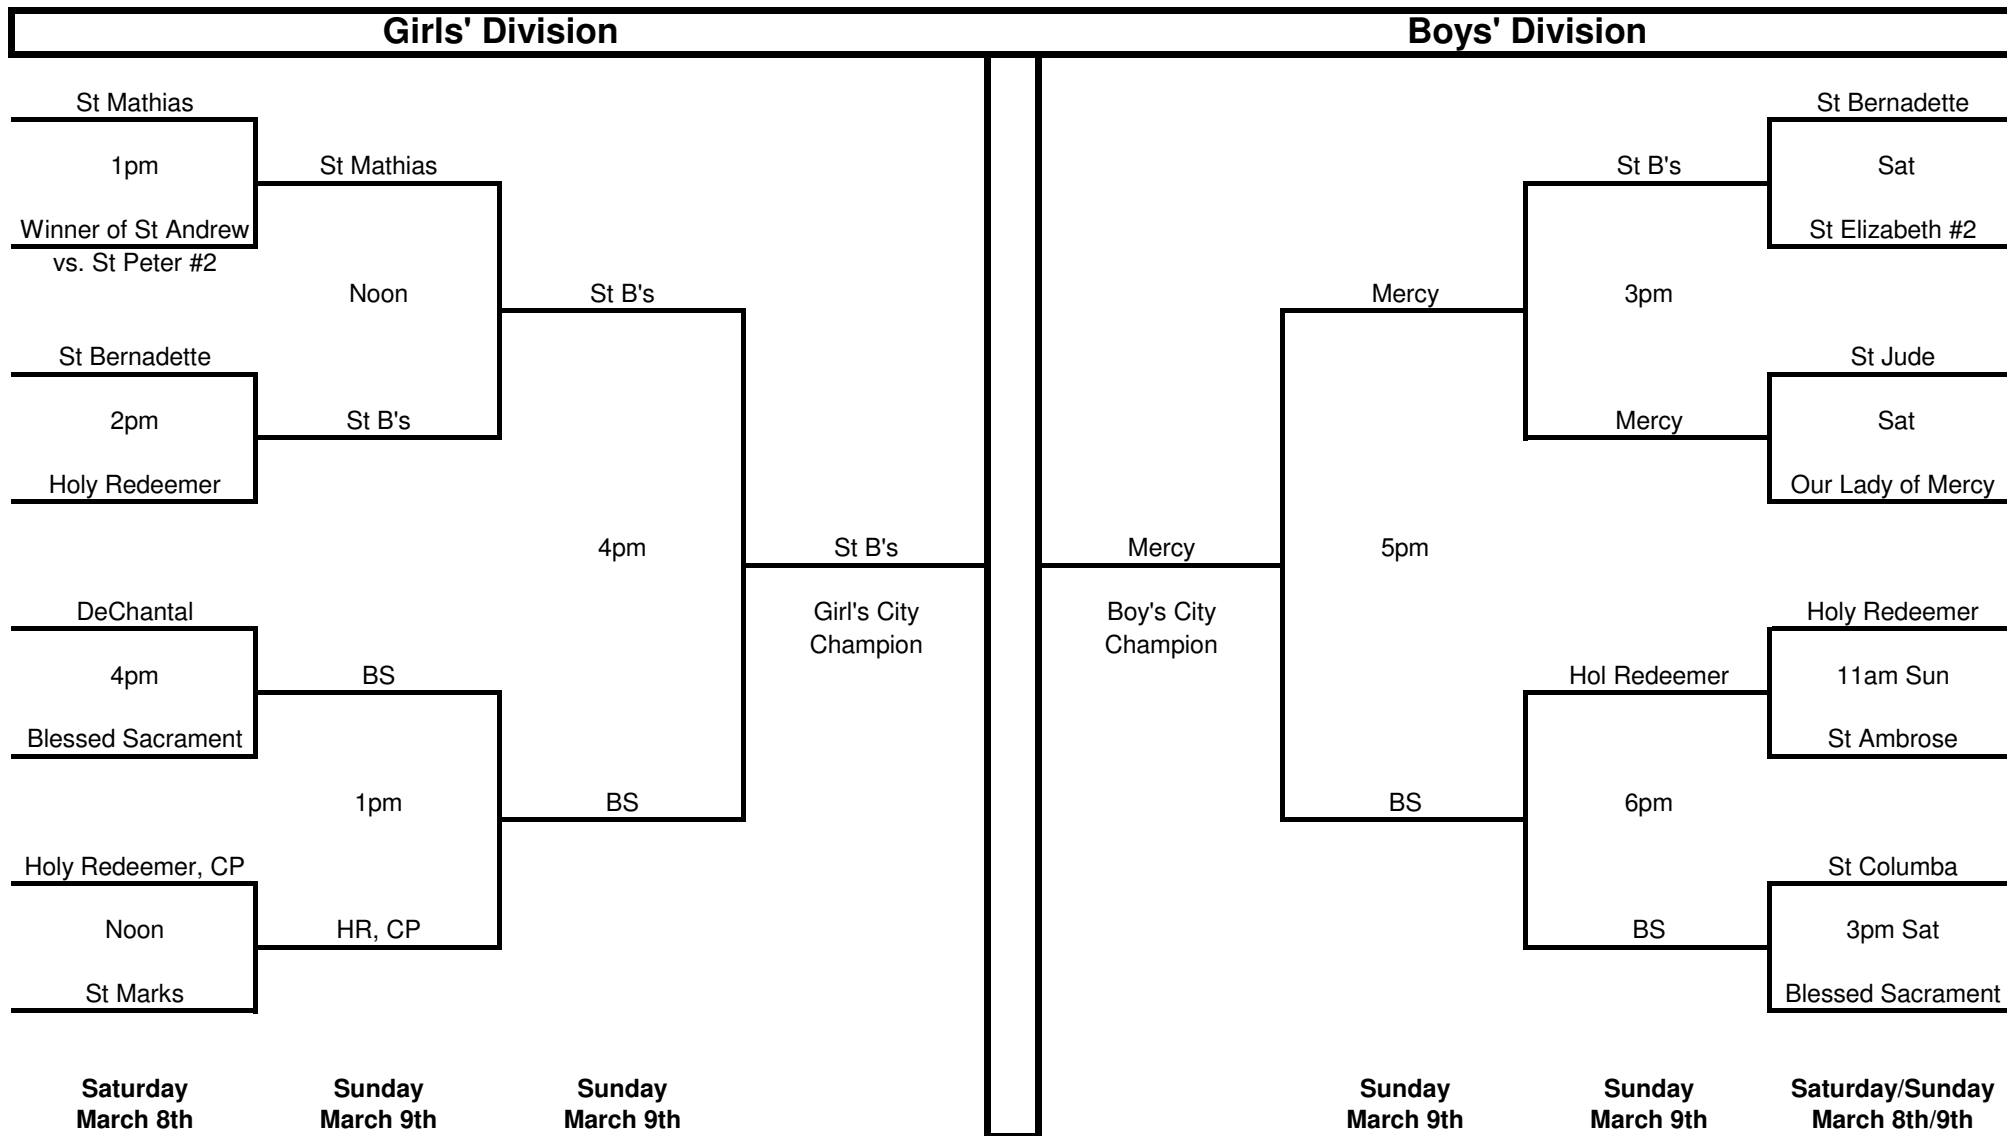 Girls' Division
Boys' Division
St Mathias
St Bernadette
1pm
St Mathias
St B's
Sat
Winner of St Andrew
St Elizabeth #2
vs. St Peter #2
Noon
St B's
Mercy
3pm
St Bernadette
St Jude
2pm
St B's
Mercy
Sat
Holy Redeemer
Our Lady of Mercy
4pm
St B's
Mercy
5pm
DeChantal
Girl's City
Champion
Boy's City
Champion
Holy Redeemer
4pm
BS
Hol Redeemer
11am Sun
Blessed Sacrament
St Ambrose
1pm
BS
BS
6pm
Holy Redeemer, CP
St Columba
Noon
HR, CP
BS
3pm Sat
St Marks
Blessed Sacrament
Saturday
March 8th
Sunday
March 9th
Sunday
March 9th
Sunday
March 9th
Sunday
March 9th
Saturday/Sunday
March 8th/9th